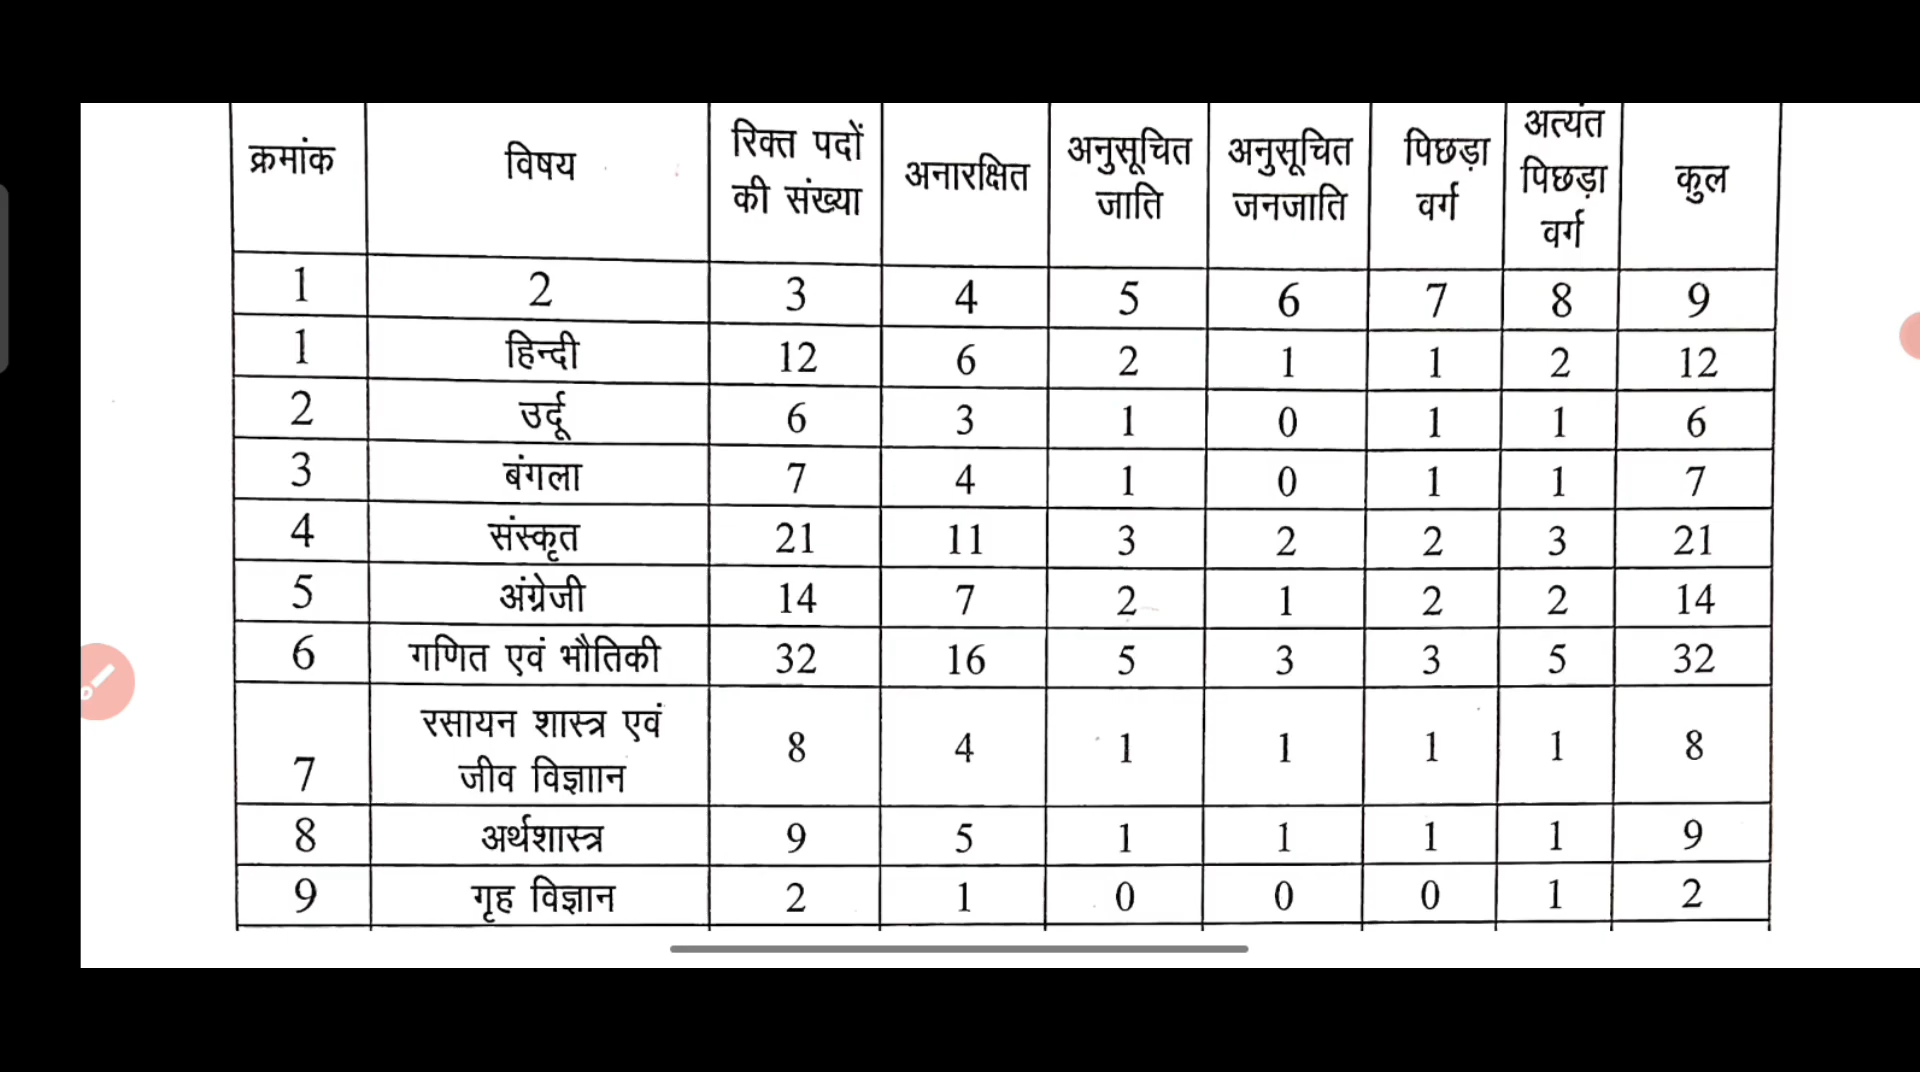 क्रमांक विषय रिक्त पदों की संख्या अनारक्षित अनुसूचित जाति अनुसूचित जनजाति पिछड़ा वर्ग अत्यंत पिछड़ा वर्ग कुल
1 2 3 4 5 6 7 8 9
1 हिन्दी 12 6 2 1 1 2 12
2 उर्दू 6 3 1 0 1 1 6
3 बंगला 7 4 1 0 1 1 7
4 संस्कृत 21 11 3 2 2 3 21
5 अंग्रेजी 14 7 2 1 2 2 14
6 गणित एवं भौतिकी 32 16 5 3 3 5 32
7 रसायन शास्त्र एवं जीव विज्ञाान 8 4 1 1 1 1 8
8 अर्थशास्त्र 9 5 1 1 1 1 9
9 गृह विज्ञान 2 1 0 0 0 1 2